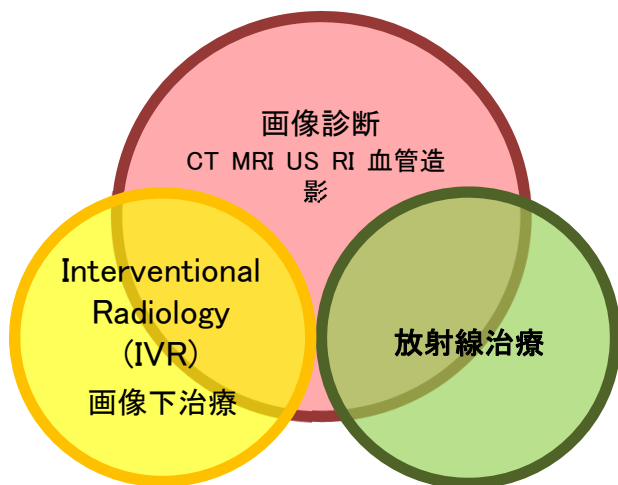 画像診断
CT MRI US RI 血管造
影
Interventional
Radiology
(IVR)
画像下治療
放射線治療